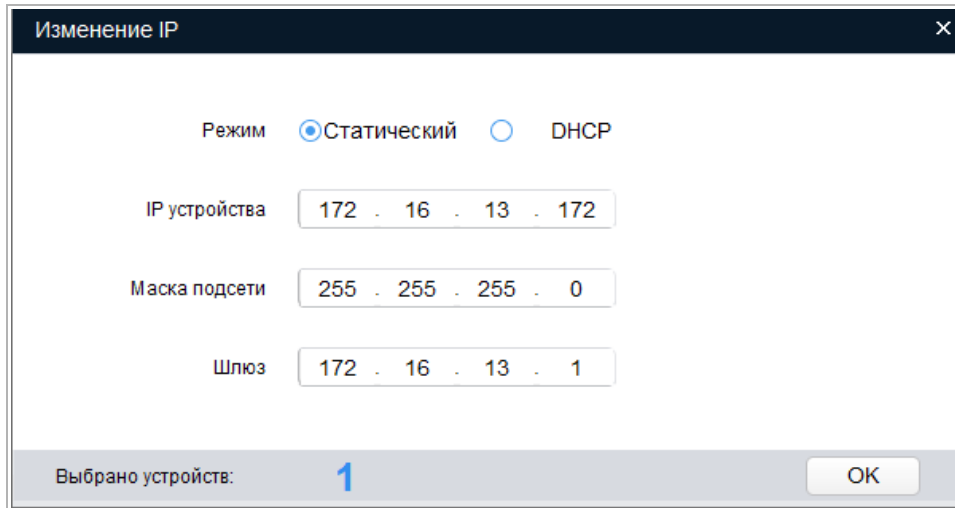 Изменение IP
Режим Статический DHCP
IP устройства 172 . 16 . 13 . 172
Маска подсети 255 . 255 . 255 . 0
Шлюз 172 . 16 . 13 . 1
Выбрано устройств: 1 OK